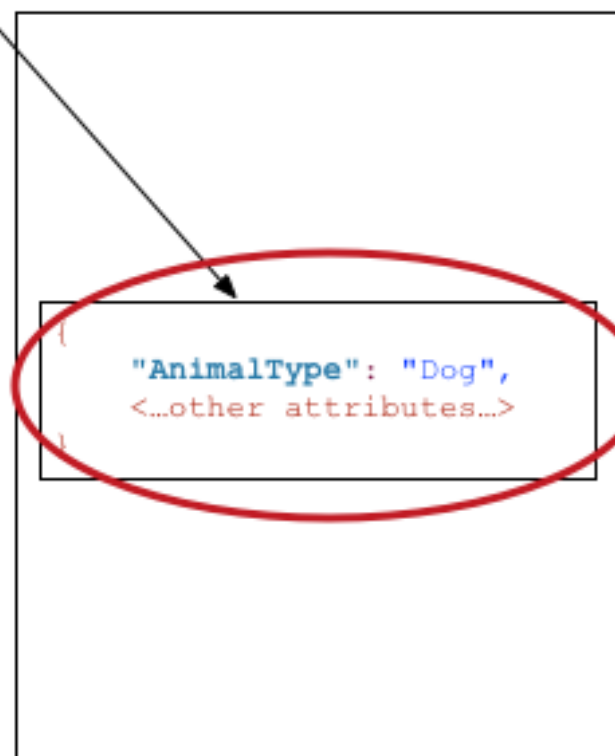 {
"AnimalType": "Dog",
<…other attributes…>
}